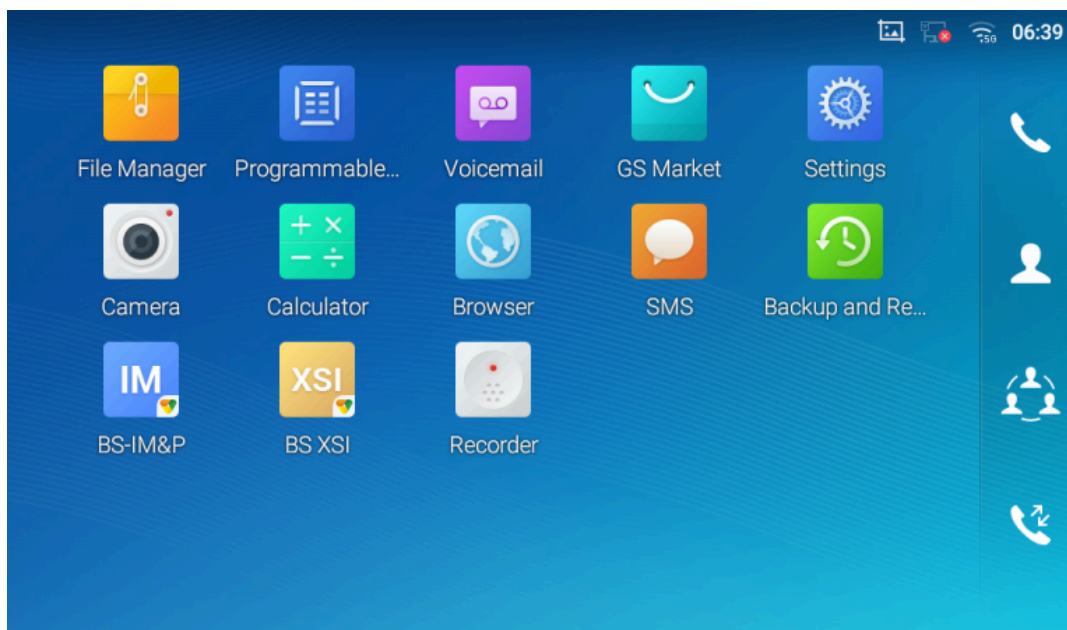 06:39
File Manager Programmable... Voicemail GS Market Settings
Camera Calculator Browser SMS Backup and Re...
IM XSI
BS-IM&P BS XSI Recorder